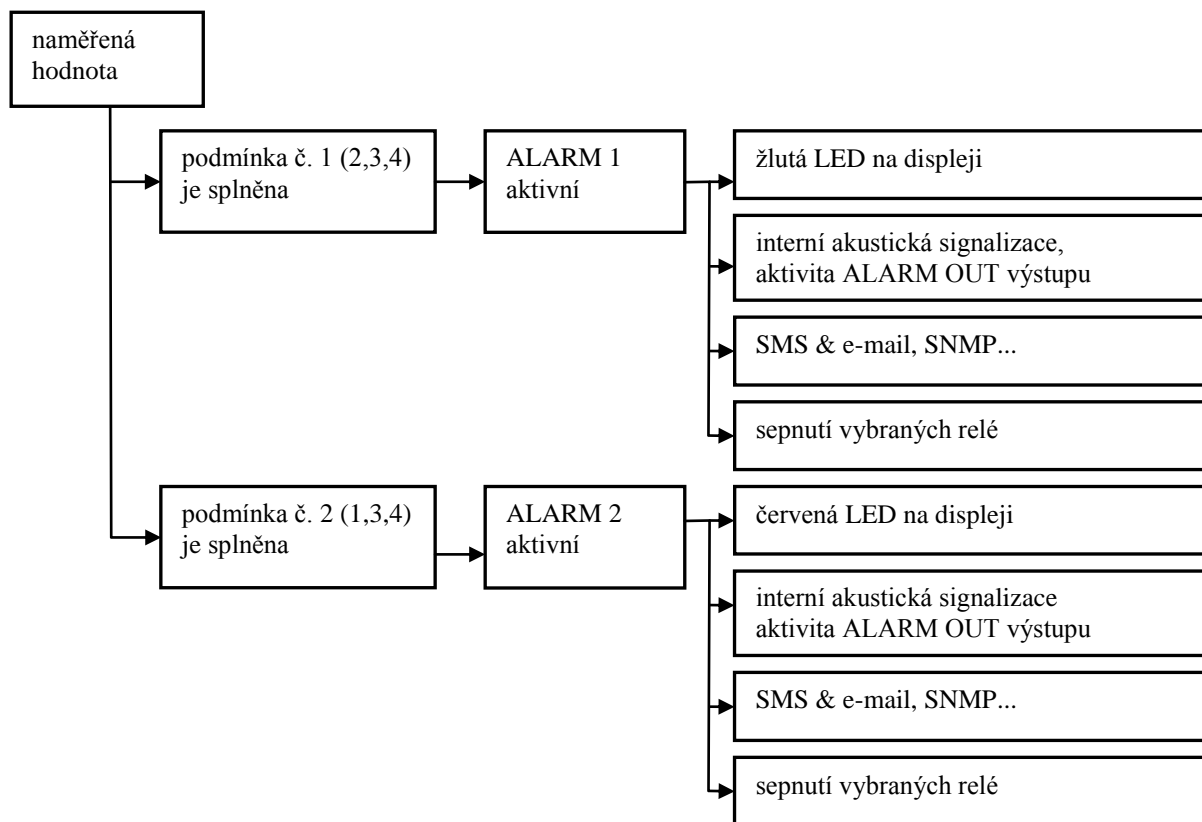 naměřená
hodnota
podmínka č. 1 (2,3,4)
je splněna
ALARM 1
aktivní
žlutá LED na displeji
interní akustická signalizace,
aktivita ALARM OUT výstupu
SMS & e-mail, SNMP...
sepnutí vybraných relé
podmínka č. 2 (1,3,4)
je splněna
ALARM 2
aktivní
červená LED na displeji
interní akustická signalizace
aktivita ALARM OUT výstupu
SMS & e-mail, SNMP...
sepnutí vybraných relé